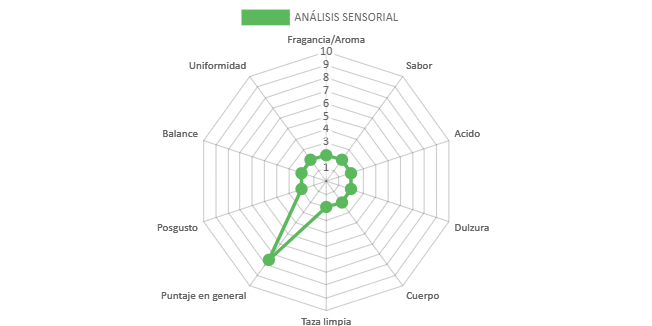 ANÁLISIS SENSORIAL
Fragancia/Aroma
10
9
8
7
6
5
4
3
1
Uniformidad
Sabor
Balance
Acido
Posgusto
Dulzura
Puntaje en general
Cuerpo
Taza limpia